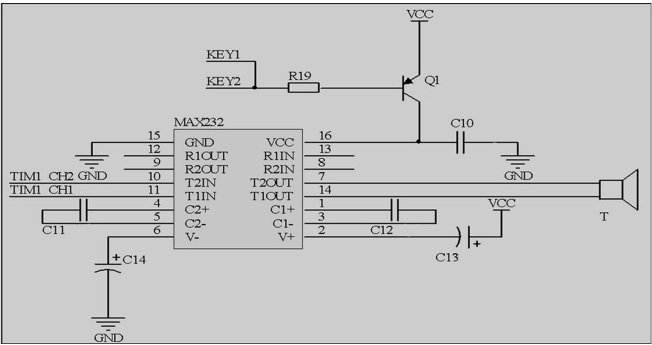 VCC
KEY1
KEY2
R19
Q1
MAX232
C10
15 GND VCC 16
12 R1OUT R1IN 13
9 R2OUT R2IN 8
GND
GND
TIM1 CH2 10 T2IN T2OUT 7
TIM1 CH1 11 T1IN T1OUT 14
4 C2+ C1+ 1
VCC
T
5 C2- C1- 3
C11
C12
6 V- V+ 2
+
C13
+ C14
GND